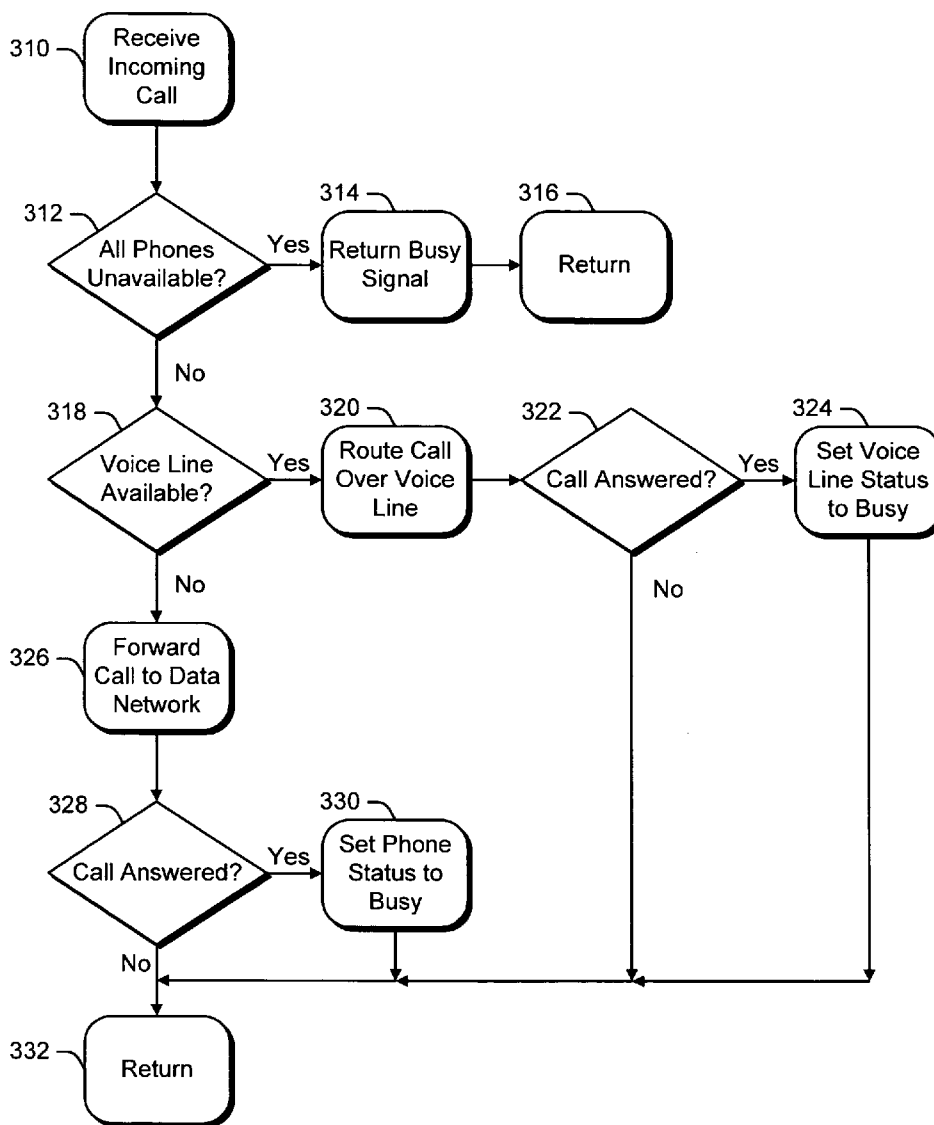 310
Receive
Incoming
Call
312
All Phones
Unavailable?
Yes
314
Return Busy
Signal
316
Return
No
318
Voice Line
Available?
Yes
320
Route Call
Over Voice
Line
322
Call Answered?
Yes
324
Set Voice
Line Status
to Busy
No
No
326
Forward
Call to Data
Network
328
Call Answered?
Yes
330
Set Phone
Status to
Busy
No
332
Return